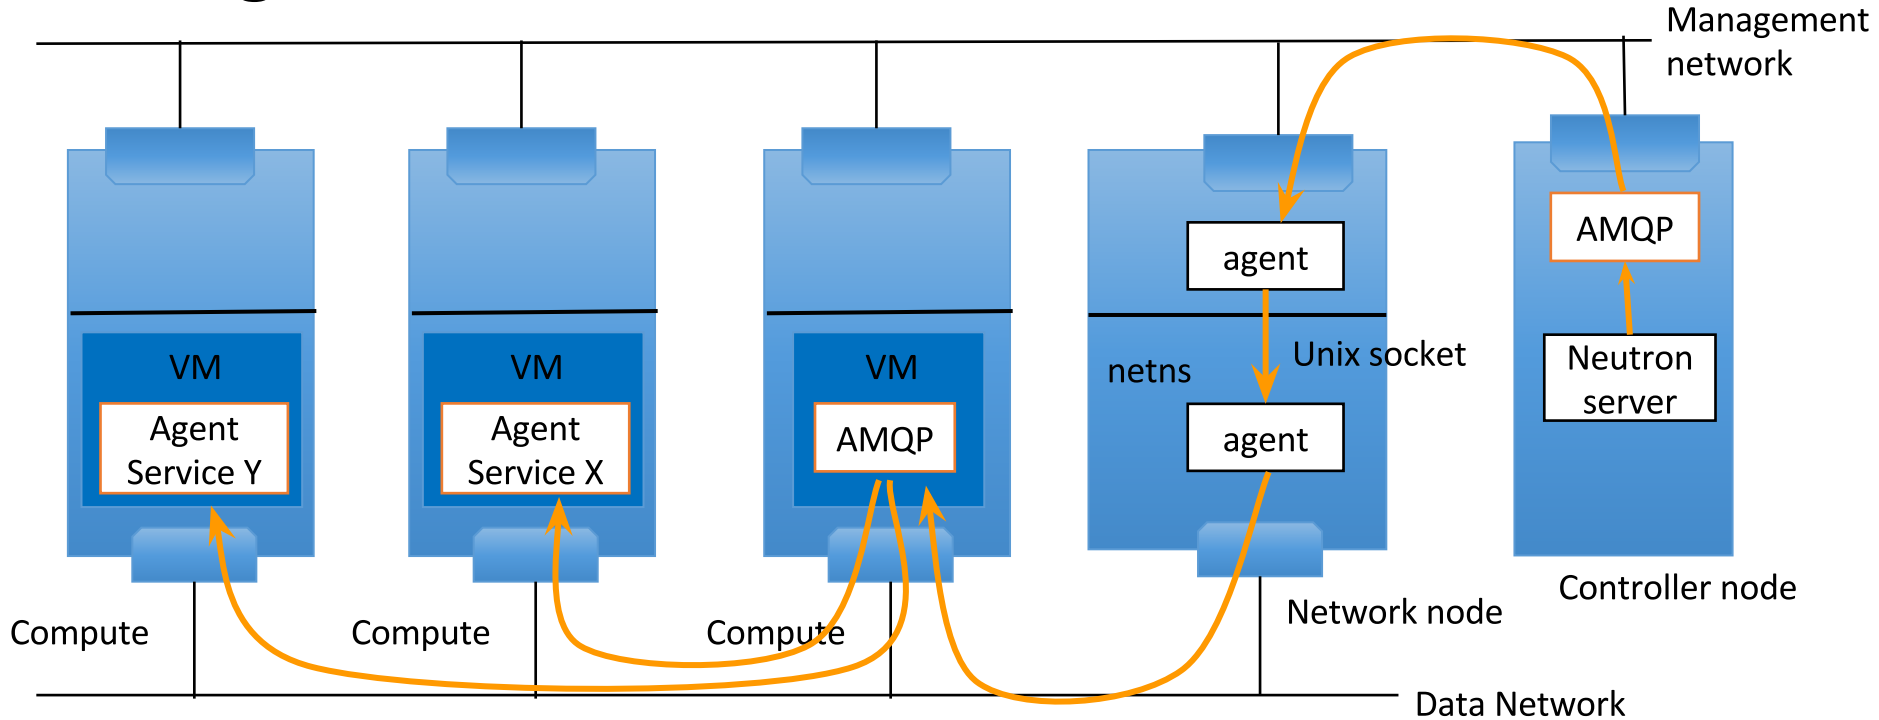 Management
network
agent
AMQP
Unix socket
netns
Neutron
server
VM
VM
VM
Agent
Service Y
Agent
Service X
AMQP
agent
Controller node
Network node
Compute
Compute
Compute
Data Network